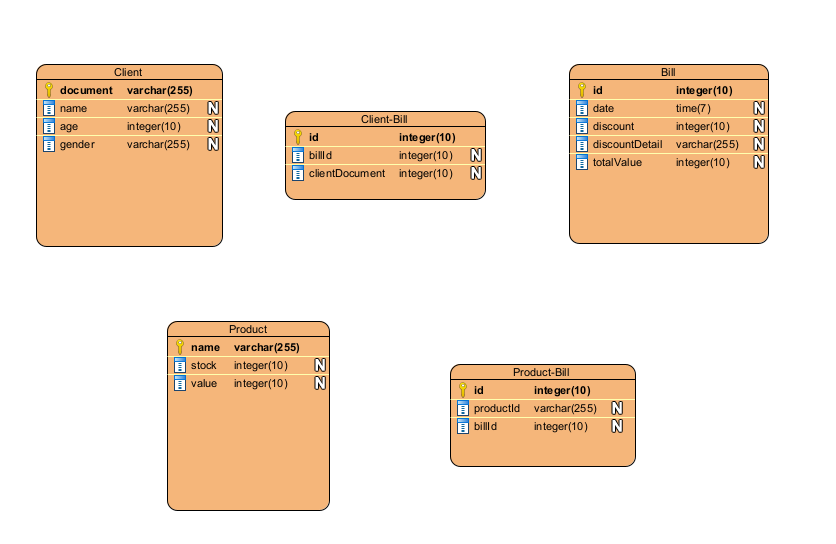 Client
document varchar(255)
name varchar(255) N
age integer(10) N
gender varchar(255) N
Client-Bill
id integer(10)
billId integer(10) N
clientDocument integer(10) N
Bill
id integer(10)
date time(7) N
discount integer(10) N
discountDetail varchar(255) N
totalValue integer(10) N
Product
name varchar(255)
stock integer(10) N
value integer(10) N
Product-Bill
id integer(10)
productId varchar(255) N
billId integer(10) N